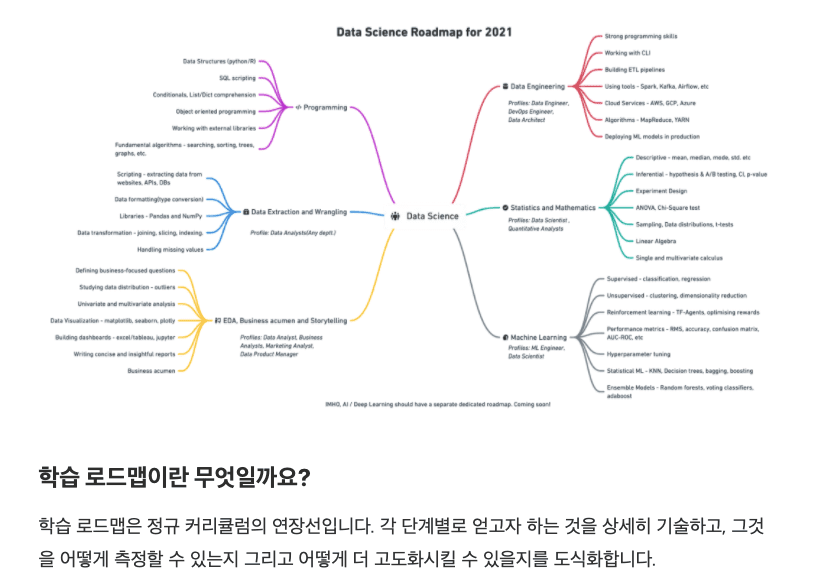 Data Science Roadmap for 2021
Data Structures (python/R)
SQL scripting
Conditionals, List/Dict comprehension
Object oriented programming
Working with external libraries
Fundamental algorithms - searching, sorting, trees,
graphs, etc.
Programming
Scripting - extracting data from
websites, APIs, DBs
Data formatting(type conversion)
Libraries - Pandas and NumPy
Data transformation - joining, slicing, indexing.
Handling missing values
Data Extraction and Wrangling
Profile: Data Analysts(Any deptt.)
Defining business-focused questions
Studying data distribution - outliers
Univariate and multivariate analysis
Data Visualization - matplotlib, seaborn, plotly
Building dashboards - excel/tableau, jupyter
Writing concise and insightful reports
Business acumen
EDA, Business acumen and Storytelling
Profiles: Data Analyst, Business
Analysts, Marketing Analyst,
Data Product Manager
Data Science
Data Engineering
Profiles: Data Engineer,
DevOps Engineer,
Data Architect
Strong programming skills
Working with CLI
Building ETL pipelines
Using tools - Spark, Kafka, Airflow, etc
Cloud Services - AWS, GCP, Azure
Algorithms - MapReduce, YARN
Deploying ML models in production
Statistics and Mathematics
Profiles: Data Scientist ,
Quantitative Analysts
Descriptive - mean, median, mode, std. etc
Inferential - hypothesis & A/B testing, CI, p-value
Experiment Design
ANOVA, Chi-Square test
Sampling, Data distributions, t-tests
Linear Algebra
Single and multivariate calculus
Machine Learning
Profiles: ML Engineer,
Data Scientist
Supervised - classification, regression
Unsupervised - clustering, dimensionality reduction
Reinforcement learning - TF-Agents, optimising rewards
Performance metrics - RMS, accuracy, confusion matrix,
AUC-ROC, etc
Hyperparameter tuning
Statistical ML - KNN, Decision trees, bagging, boosting
Ensemble Models - Random forests, voting classifiers,
adaboost
IMHO, AI / Deep Learning should have a separate dedicated roadmap. Coming soon!
학습 로드맵이란 무엇일까요?
학습 로드맵은 정규 커리큘럼의 연장선입니다. 각 단계별로 얻고자 하는 것을 상세히 기술하고, 그것
을 어떻게 측정할 수 있는지 그리고 어떻게 더 고도화시킬 수 있을지를 도식화합니다.